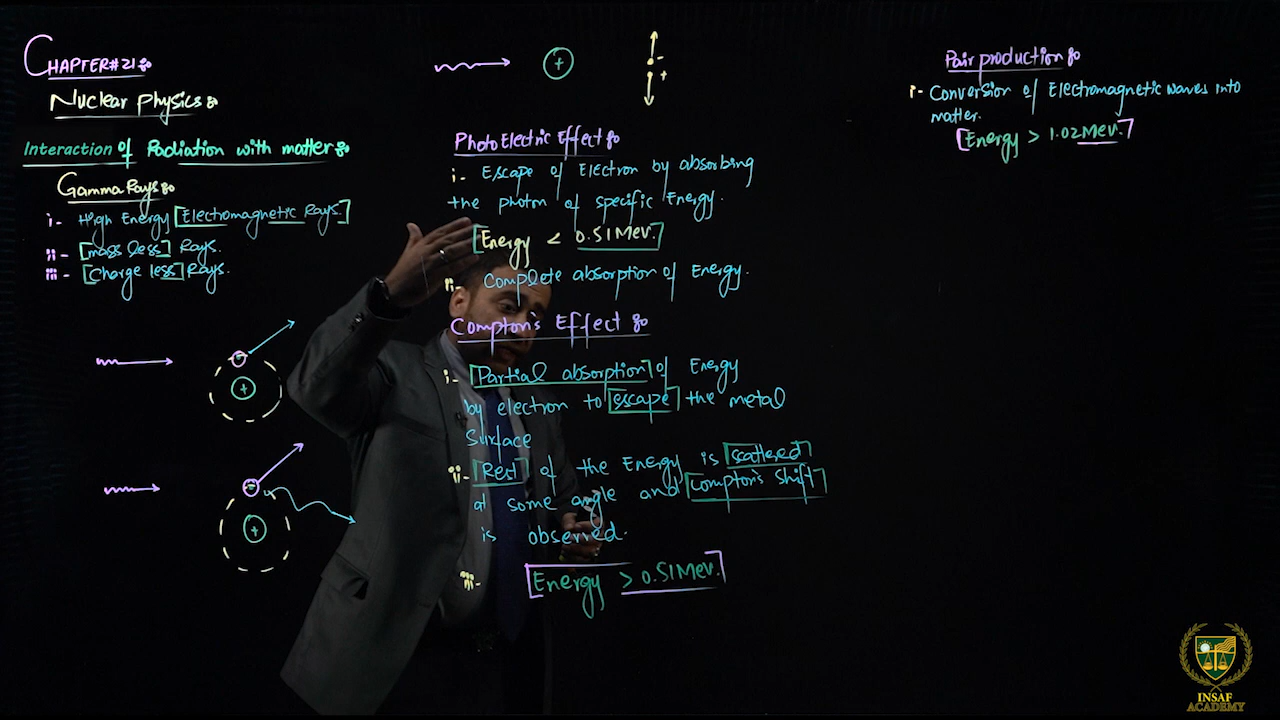 CHAPTER#21:
Nuclear Physics:
Interaction of Radiation with matter:
Gamma Rays:
i- High Energy [Electromagnetic Rays]
ii- [mass less] Rays.
iii- [Charge less] Rays.
+
-
+
-
+
-
+
Photo Electric Effect:
i- Escape of Electron by absorbing
the photon of specific Energy.
[Energy < 0.51Mev.]
ii- Complete absorption of Energy.
Compton's Effect:
i- [Partial absorption] of Energy
by electron to [escape] the metal
Surface
ii- [Rest] of the Energy is [scattered]
at some angle and [Compton's Shift]
is observed.
iii- [Energy > 0.51Mev.]
Pair production:
i- Conversion of Electromagnetic waves into
matter.
[Energy > 1.02Mev.]
INSAF
ACADEMY